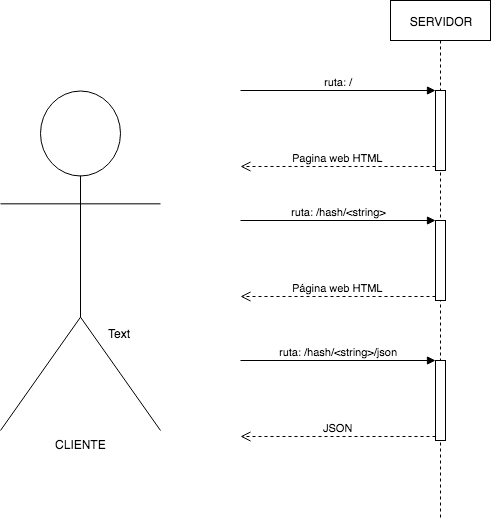 SERVIDOR
ruta: /
Pagina web HTML
ruta: /hash/<string>
Página web HTML
Text
ruta: /hash/<string>/json
JSON
CLIENTE